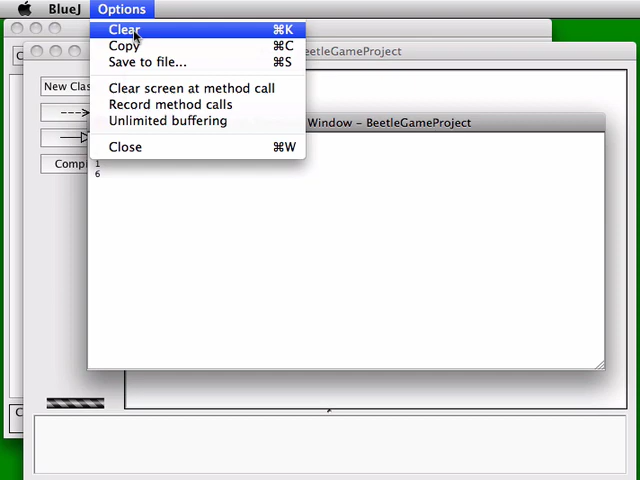 BlueJ Options
Clear ⌘K
Copy ⌘C
Save to file... ⌘S
Clear screen at method call
Record method calls
Unlimited buffering
Close ⌘W
eetleGameProject
New Clas
Compi
Window - BeetleGameProject
1
6
C
C